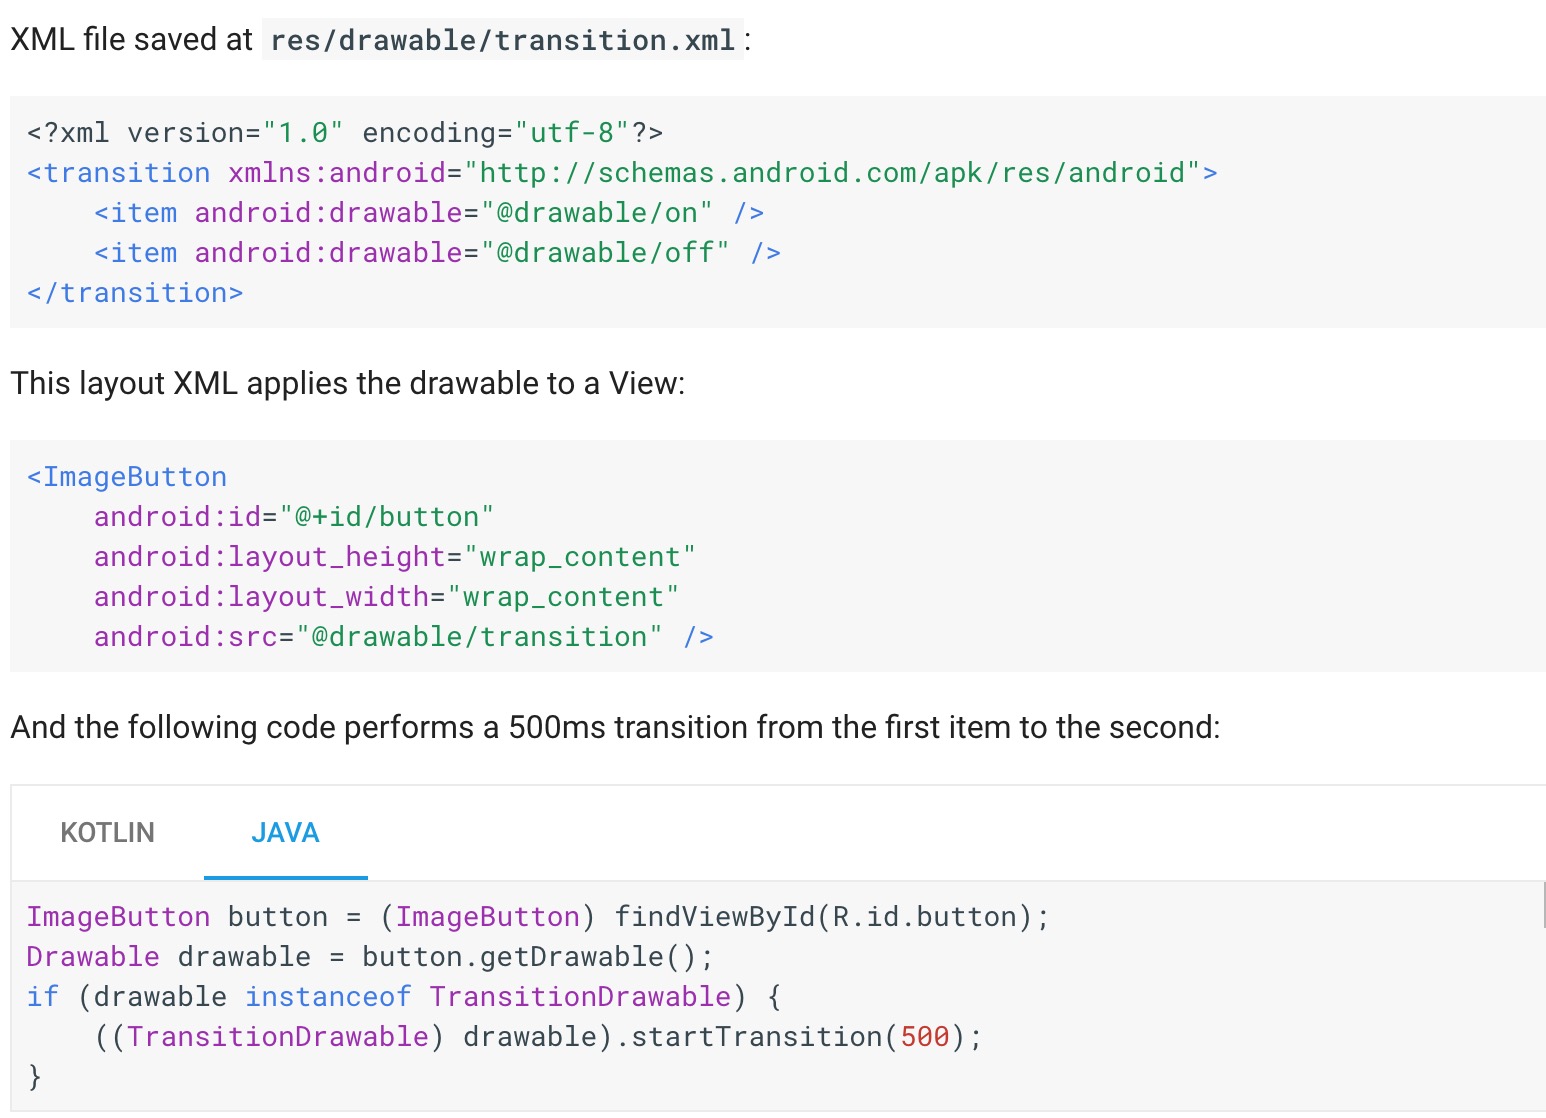 XML file saved at res/drawable/transition.xml:
<?xml version="1.0" encoding="utf-8"?>
<transition xmlns:android="http://schemas.android.com/apk/res/android">
    <item android:drawable="@drawable/on" />
    <item android:drawable="@drawable/off" />
</transition>
This layout XML applies the drawable to a View:
<ImageButton
    android:id="@+id/button"
    android:layout_height="wrap_content"
    android:layout_width="wrap_content"
    android:src="@drawable/transition" />
And the following code performs a 500ms transition from the first item to the second:
KOTLIN JAVA
ImageButton button = (ImageButton) findViewById(R.id.button);
Drawable drawable = button.getDrawable();
if (drawable instanceof TransitionDrawable) {
    ((TransitionDrawable) drawable).startTransition(500);
}